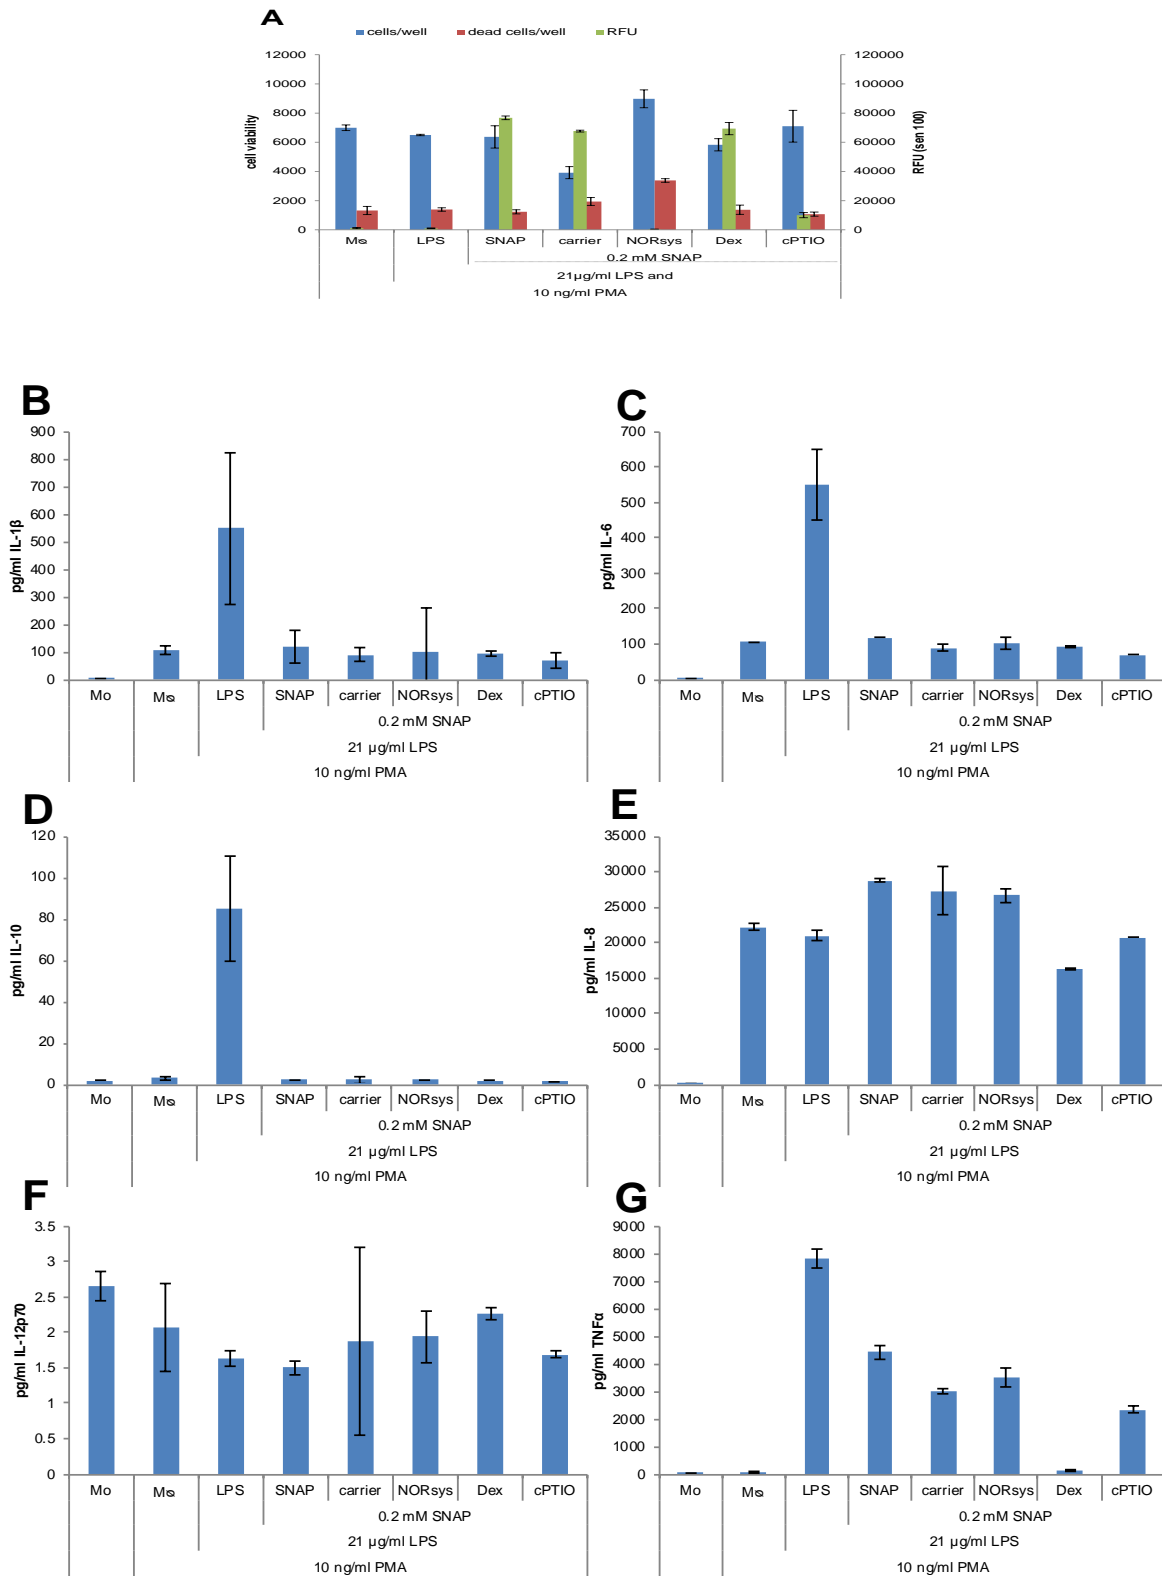 A
cells/well dead cells/well RFU
12000 120000
10000 100000
8000 80000
6000 60000
4000 40000
2000 20000
0 0
cell viability
RFU (sen 100)
Mᴓ LPS SNAP carrier NORsys Dex cPTIO
0.2 mM SNAP
21µg/ml LPS and
10 ng/ml PMA
B
900
800
700
600
500
400
300
200
100
0
pg/ml IL-1β
Mo Mᴓ LPS SNAP carrier NORsys Dex cPTIO
0.2 mM SNAP
21 µg/ml LPS
10 ng/ml PMA
C
700
600
500
400
300
200
100
0
pg/ml IL-6
Mo Mᴓ LPS SNAP carrier NORsys Dex cPTIO
0.2 mM SNAP
21 µg/ml LPS
10 ng/ml PMA
D
120
100
80
60
40
20
0
pg/ml IL-10
Mo Mᴓ LPS SNAP carrier NORsys Dex cPTIO
0.2 mM SNAP
21 µg/ml LPS
10 ng/ml PMA
E
35000
30000
25000
20000
15000
10000
5000
0
pg/ml IL-8
Mo Mᴓ LPS SNAP carrier NORsys Dex cPTIO
0.2 mM SNAP
21 µg/ml LPS
10 ng/ml PMA
F
3.5
3
2.5
2
1.5
1
0.5
0
pg/ml IL-12p70
Mo Mᴓ LPS SNAP carrier NORsys Dex cPTIO
0.2 mM SNAP
21 µg/ml LPS
10 ng/ml PMA
G
9000
8000
7000
6000
5000
4000
3000
2000
1000
0
pg/ml TNFα
Mo Mᴓ LPS SNAP carrier NORsys Dex cPTIO
0.2 mM SNAP
21 µg/ml LPS
10 ng/ml PMA